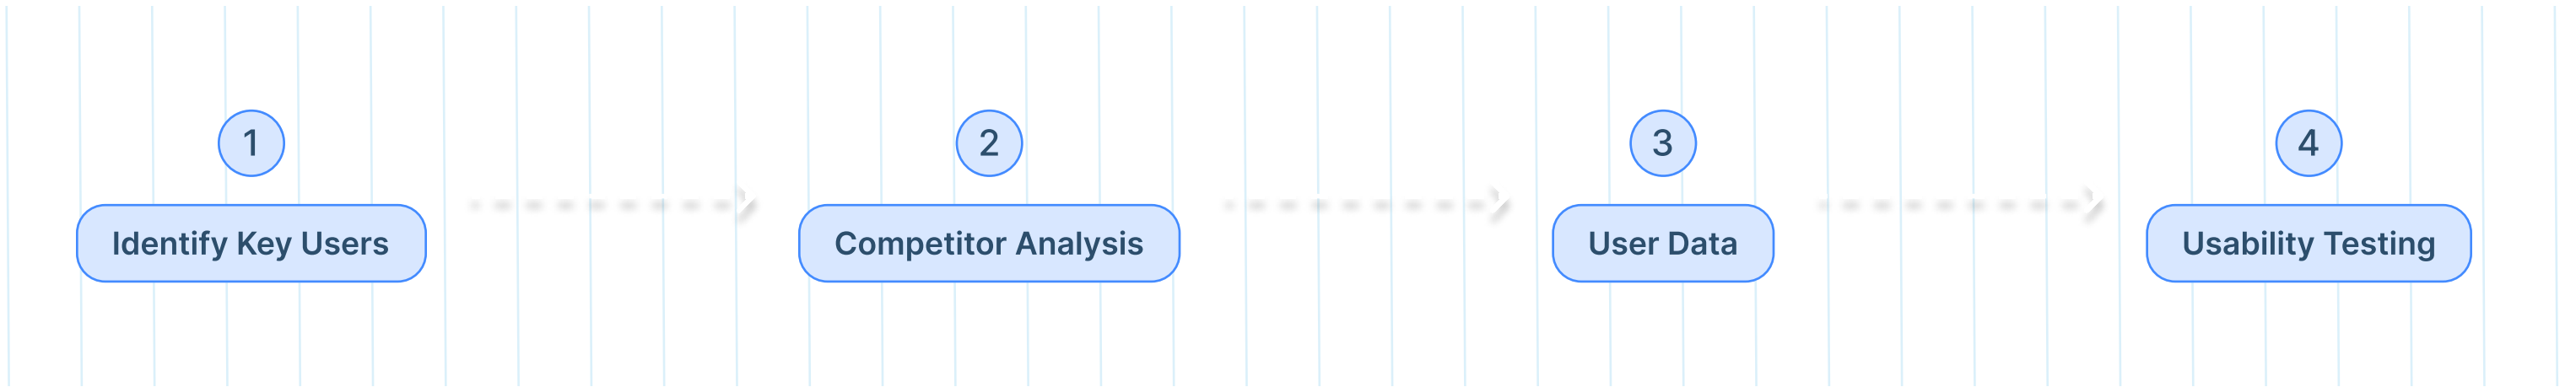 1
Identify Key Users
2
Competitor Analysis
3
User Data
4
Usability Testing